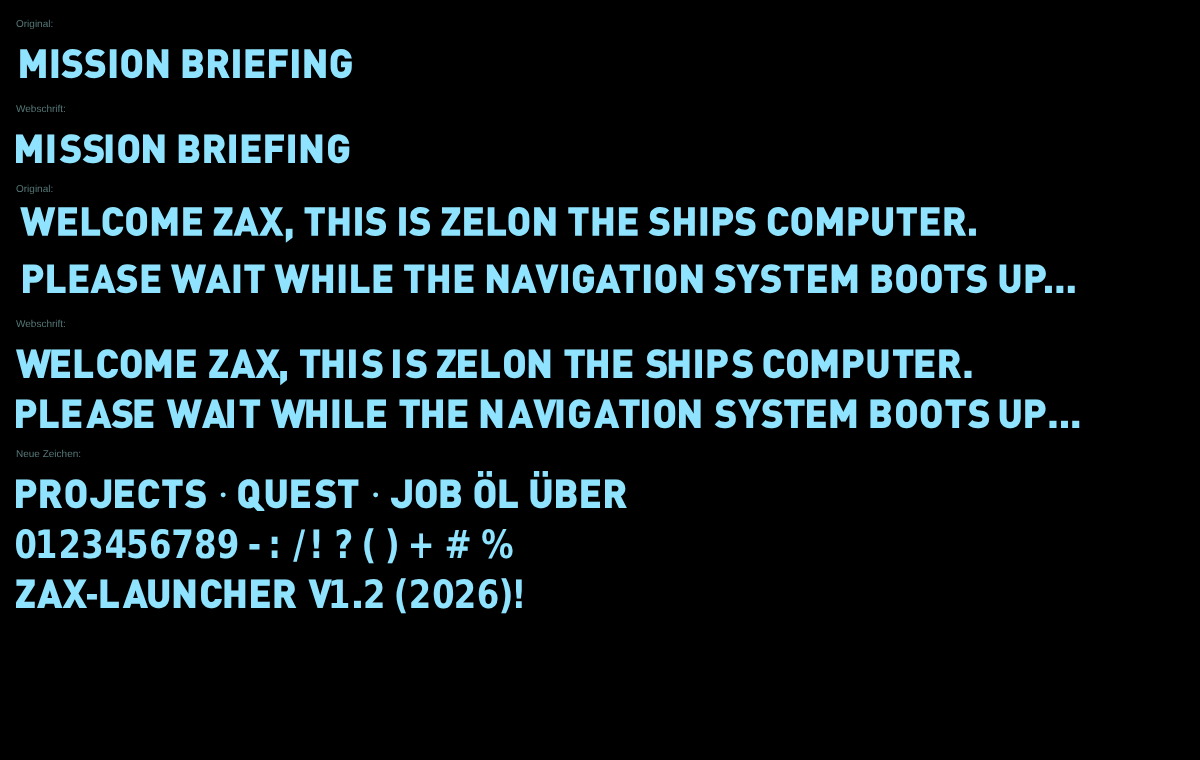 Original:
MISSION BRIEFING
Webschrift:
MISSION BRIEFING
Original:
WELCOME ZAX, THIS IS ZELON THE SHIPS COMPUTER.
PLEASE WAIT WHILE THE NAVIGATION SYSTEM BOOTS UP...
Webschrift:
WELCOME ZAX, THIS IS ZELON THE SHIPS COMPUTER.
PLEASE WAIT WHILE THE NAVIGATION SYSTEM BOOTS UP...
Neue Zeichen:
PROJECTS · QUEST · JOB ÖL ÜBER
0123456789 - : / ! ? ( ) + # %
ZAX-LAUNCHER V1.2 (2026)!